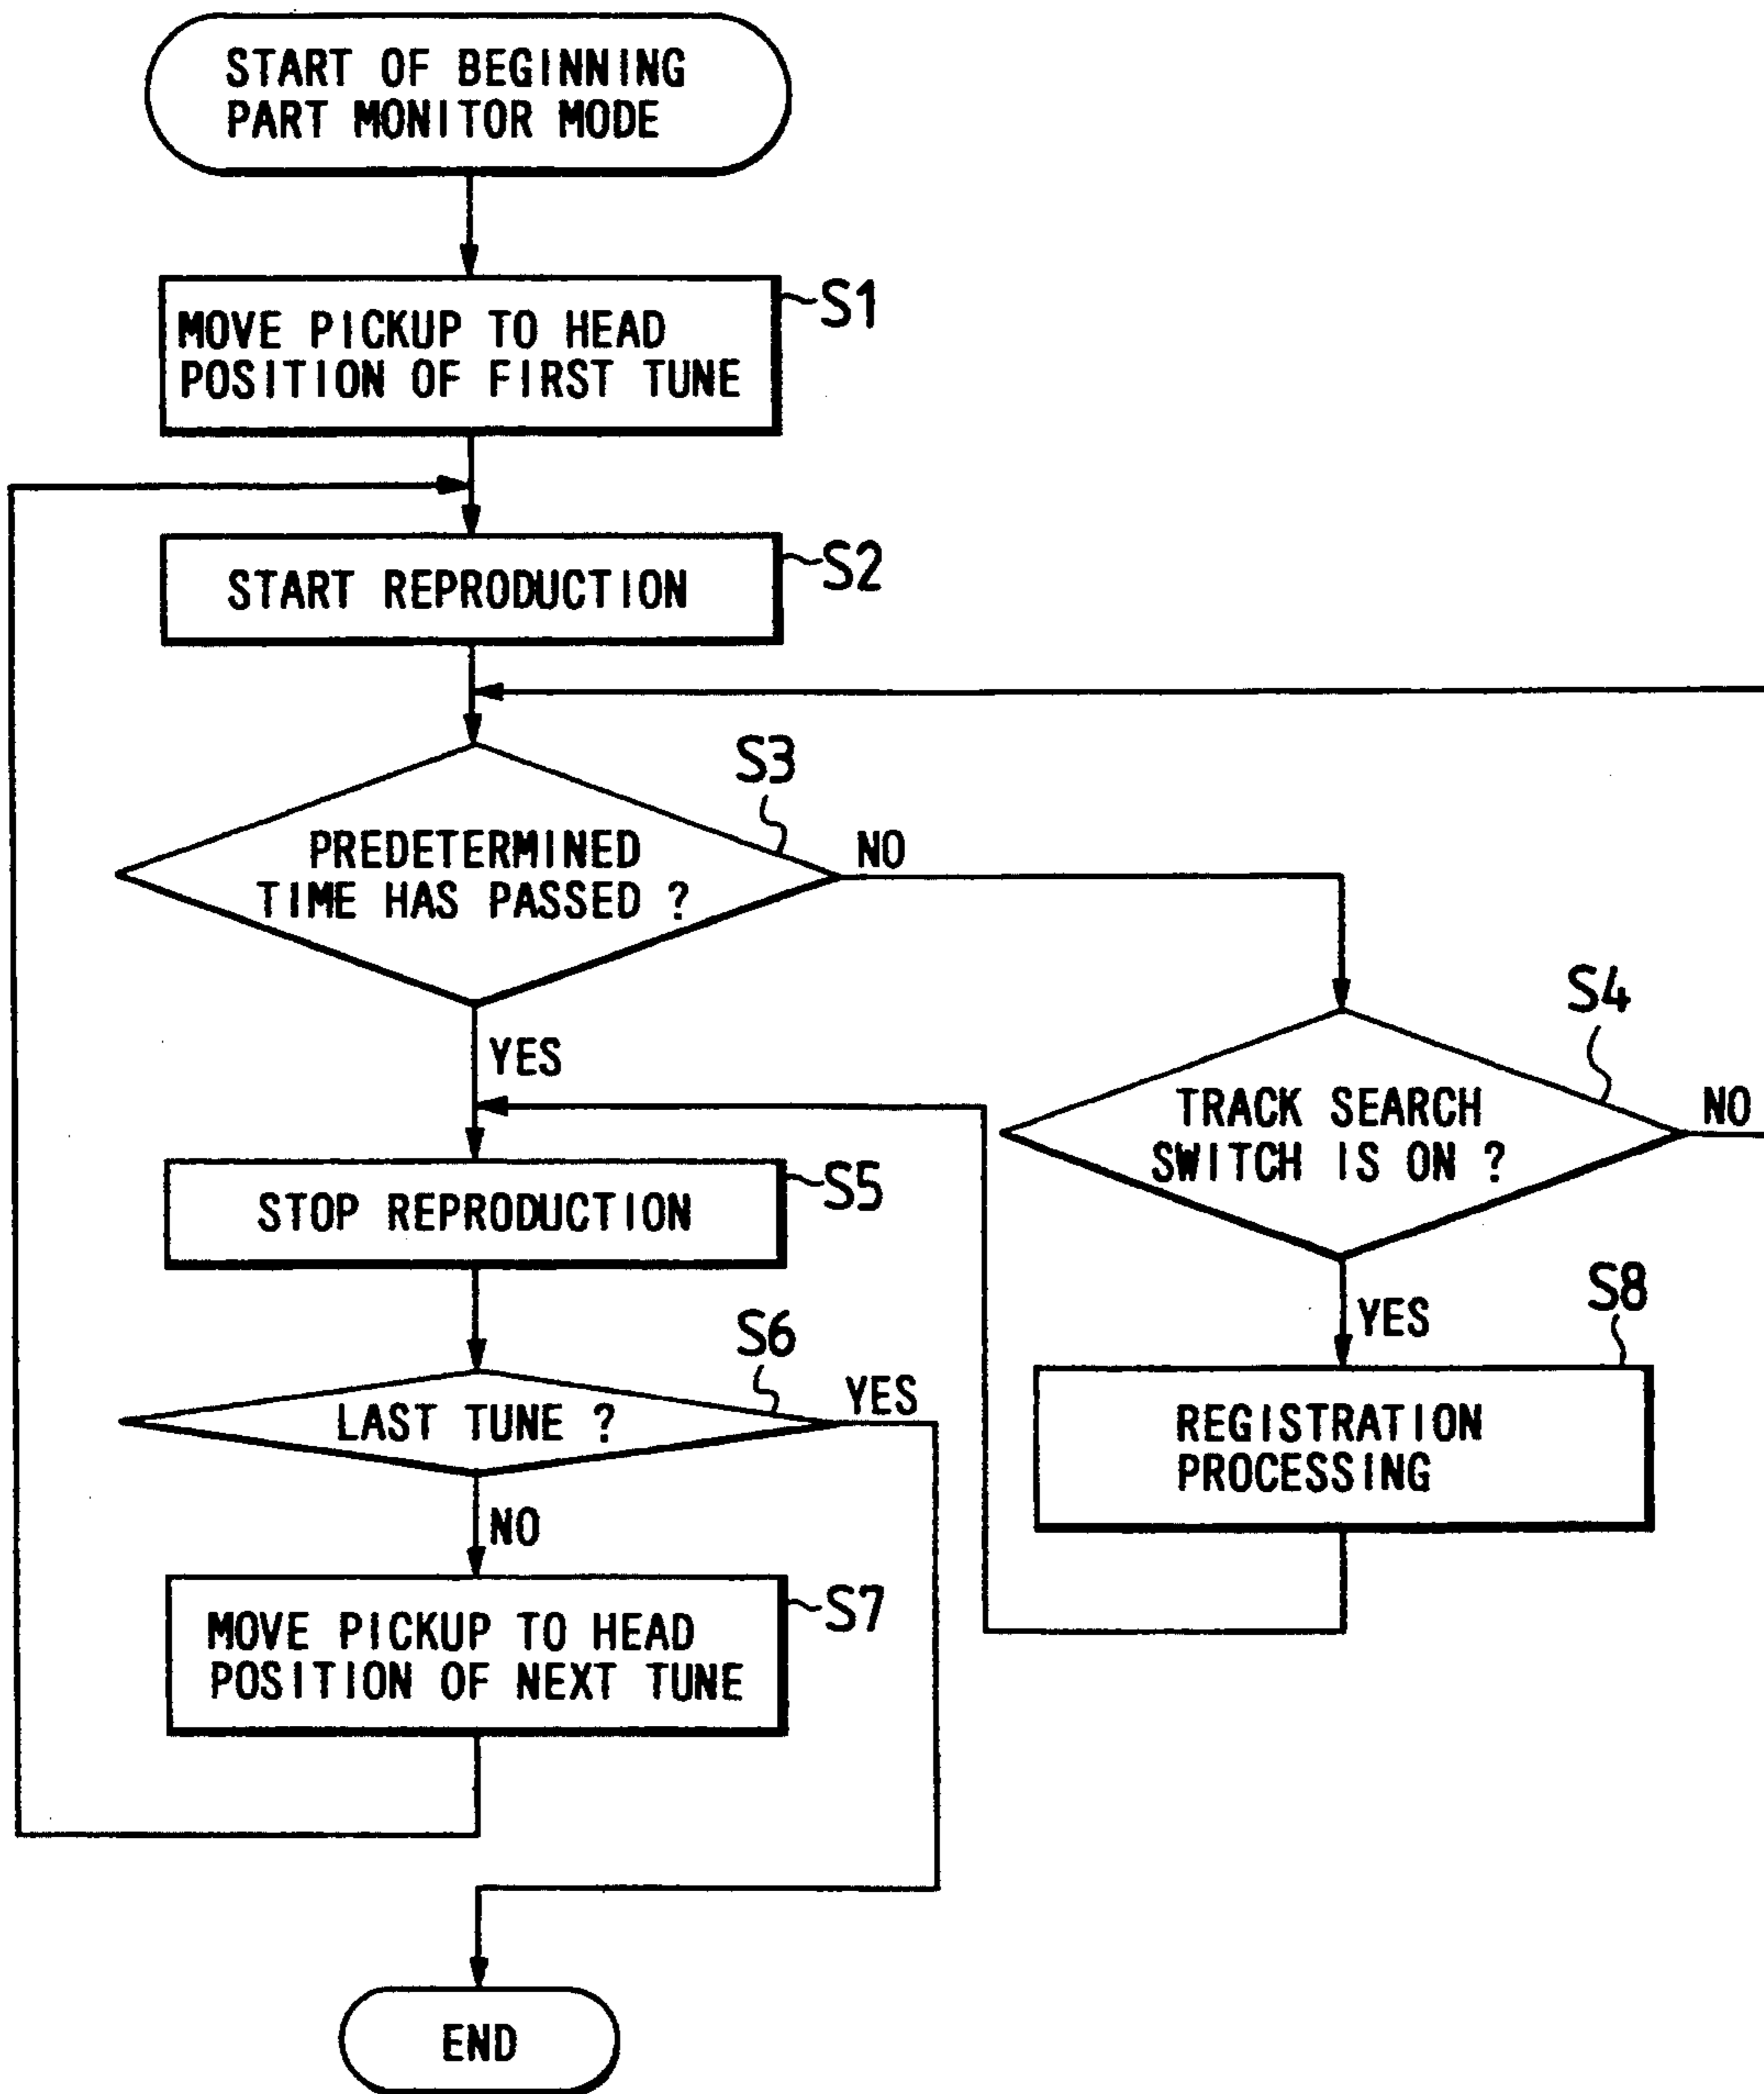 START OF BEGINNING
PART MONITOR MODE
MOVE PICKUP TO HEAD
POSITION OF FIRST TUNE
S1
START REPRODUCTION
S2
S3
PREDETERMINED
TIME HAS PASSED ?
NO
YES
S4
TRACK SEARCH
SWITCH IS ON ?
NO
YES
STOP REPRODUCTION
S5
S6
LAST TUNE ?
YES
NO
S8
REGISTRATION
PROCESSING
MOVE PICKUP TO HEAD
POSITION OF NEXT TUNE
S7
END